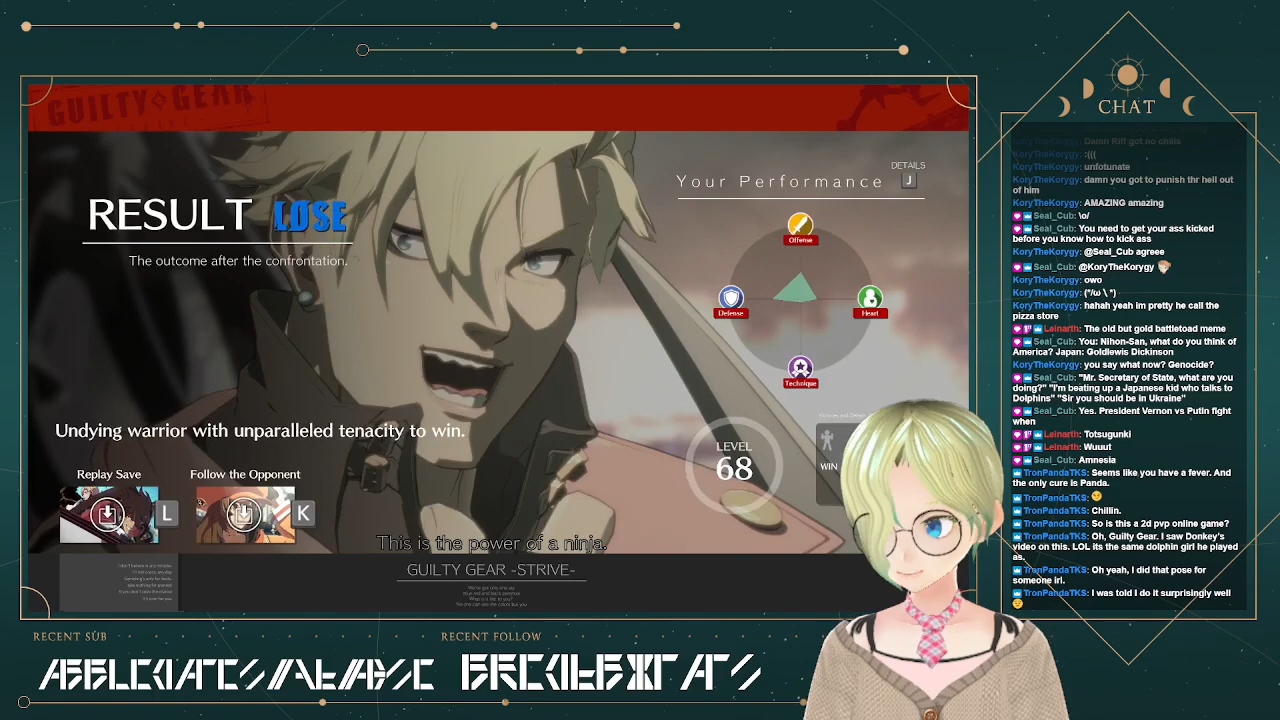 GUILTY GEAR
RESULT LOSE
The outcome after the confrontation.
DETAILS
J
Your Performance
Offense
Defense
Heart
Technique
LEVEL
68
WIN
Undying warrior with unparalleled tenacity to win.
Replay Save
Follow the Opponent
L
K
This is the power of a ninja.
GUILTY GEAR -STRIVE-
RECENT SUB
RECENT FOLLOW
CHAT
KoryTheKorygy: Damn Riff got no chills
KoryTheKorygy: :(((
KoryTheKorygy: unfotunate
KoryTheKorygy: damn you got to punish thr hell out
of him
KoryTheKorygy: AMAZING amazing
Seal_Cub: \o/
Seal_Cub: You need to get your ass kicked
before you know how to kick ass
KoryTheKorygy: @Seal_Cub agreee
Seal_Cub: @KoryTheKorygy
KoryTheKorygy: owo
KoryTheKorygy: (*/ω \*)
KoryTheKorygy: hahah yeah im pretty he call the
pizza store
Leinarth: The old but gold battletoad meme
Seal_Cub: You: Nihon-San, what do you think of
America? Japan: Goldlewis Dickinson
KoryTheKorygy: you say what now? Genocide?
Seal_Cub: "Mr. Secretary of State, what are you
doing?" "I'm beating up a Japanese kid who talks to
Dolphins" "Sir you should be in Ukraine"
Seal_Cub: Yes. President Vernon vs Putin fight
when
Leinarth: Totsugunki
Leinarth: Wuuut
Seal_Cub: Amnesia
TronPandaTKS: Seems like you have a fever. And
the only cure is Panda.
TronPandaTKS:
TronPandaTKS: Chillin.
TronPandaTKS: So is this a 2d pvp online game?
TronPandaTKS: Oh, Guilty Gear. I saw Donkey's
video on this. LOL its the same dolphin girl he played
as.
TronPandaTKS: Oh yeah, I did that pose for
someone irl.
TronPandaTKS: I was told I do it surprisingly well